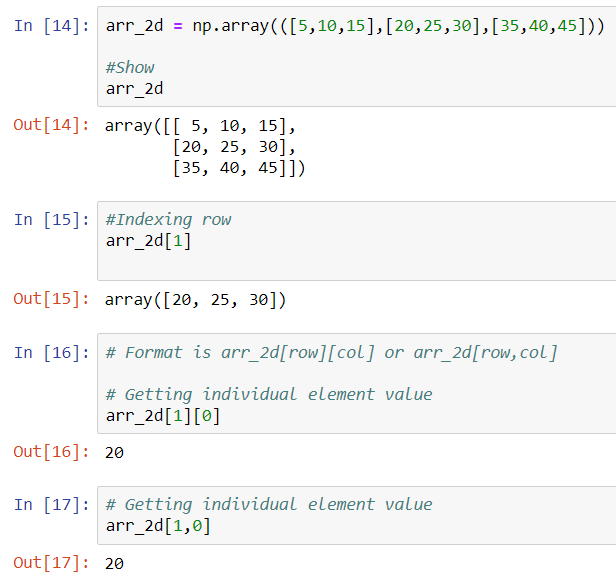 In [14]: arr_2d = np.array(([5,10,15],[20,25,30],[35,40,45]))
#Show
arr_2d
Out[14]: array([[ 5, 10, 15],
[20, 25, 30],
[35, 40, 45]])
In [15]: #Indexing row
arr_2d[1]
Out[15]: array([20, 25, 30])
In [16]: # Format is arr_2d[row][col] or arr_2d[row,col]
# Getting individual element value
arr_2d[1][0]
Out[16]: 20
In [17]: # Getting individual element value
arr_2d[1,0]
Out[17]: 20